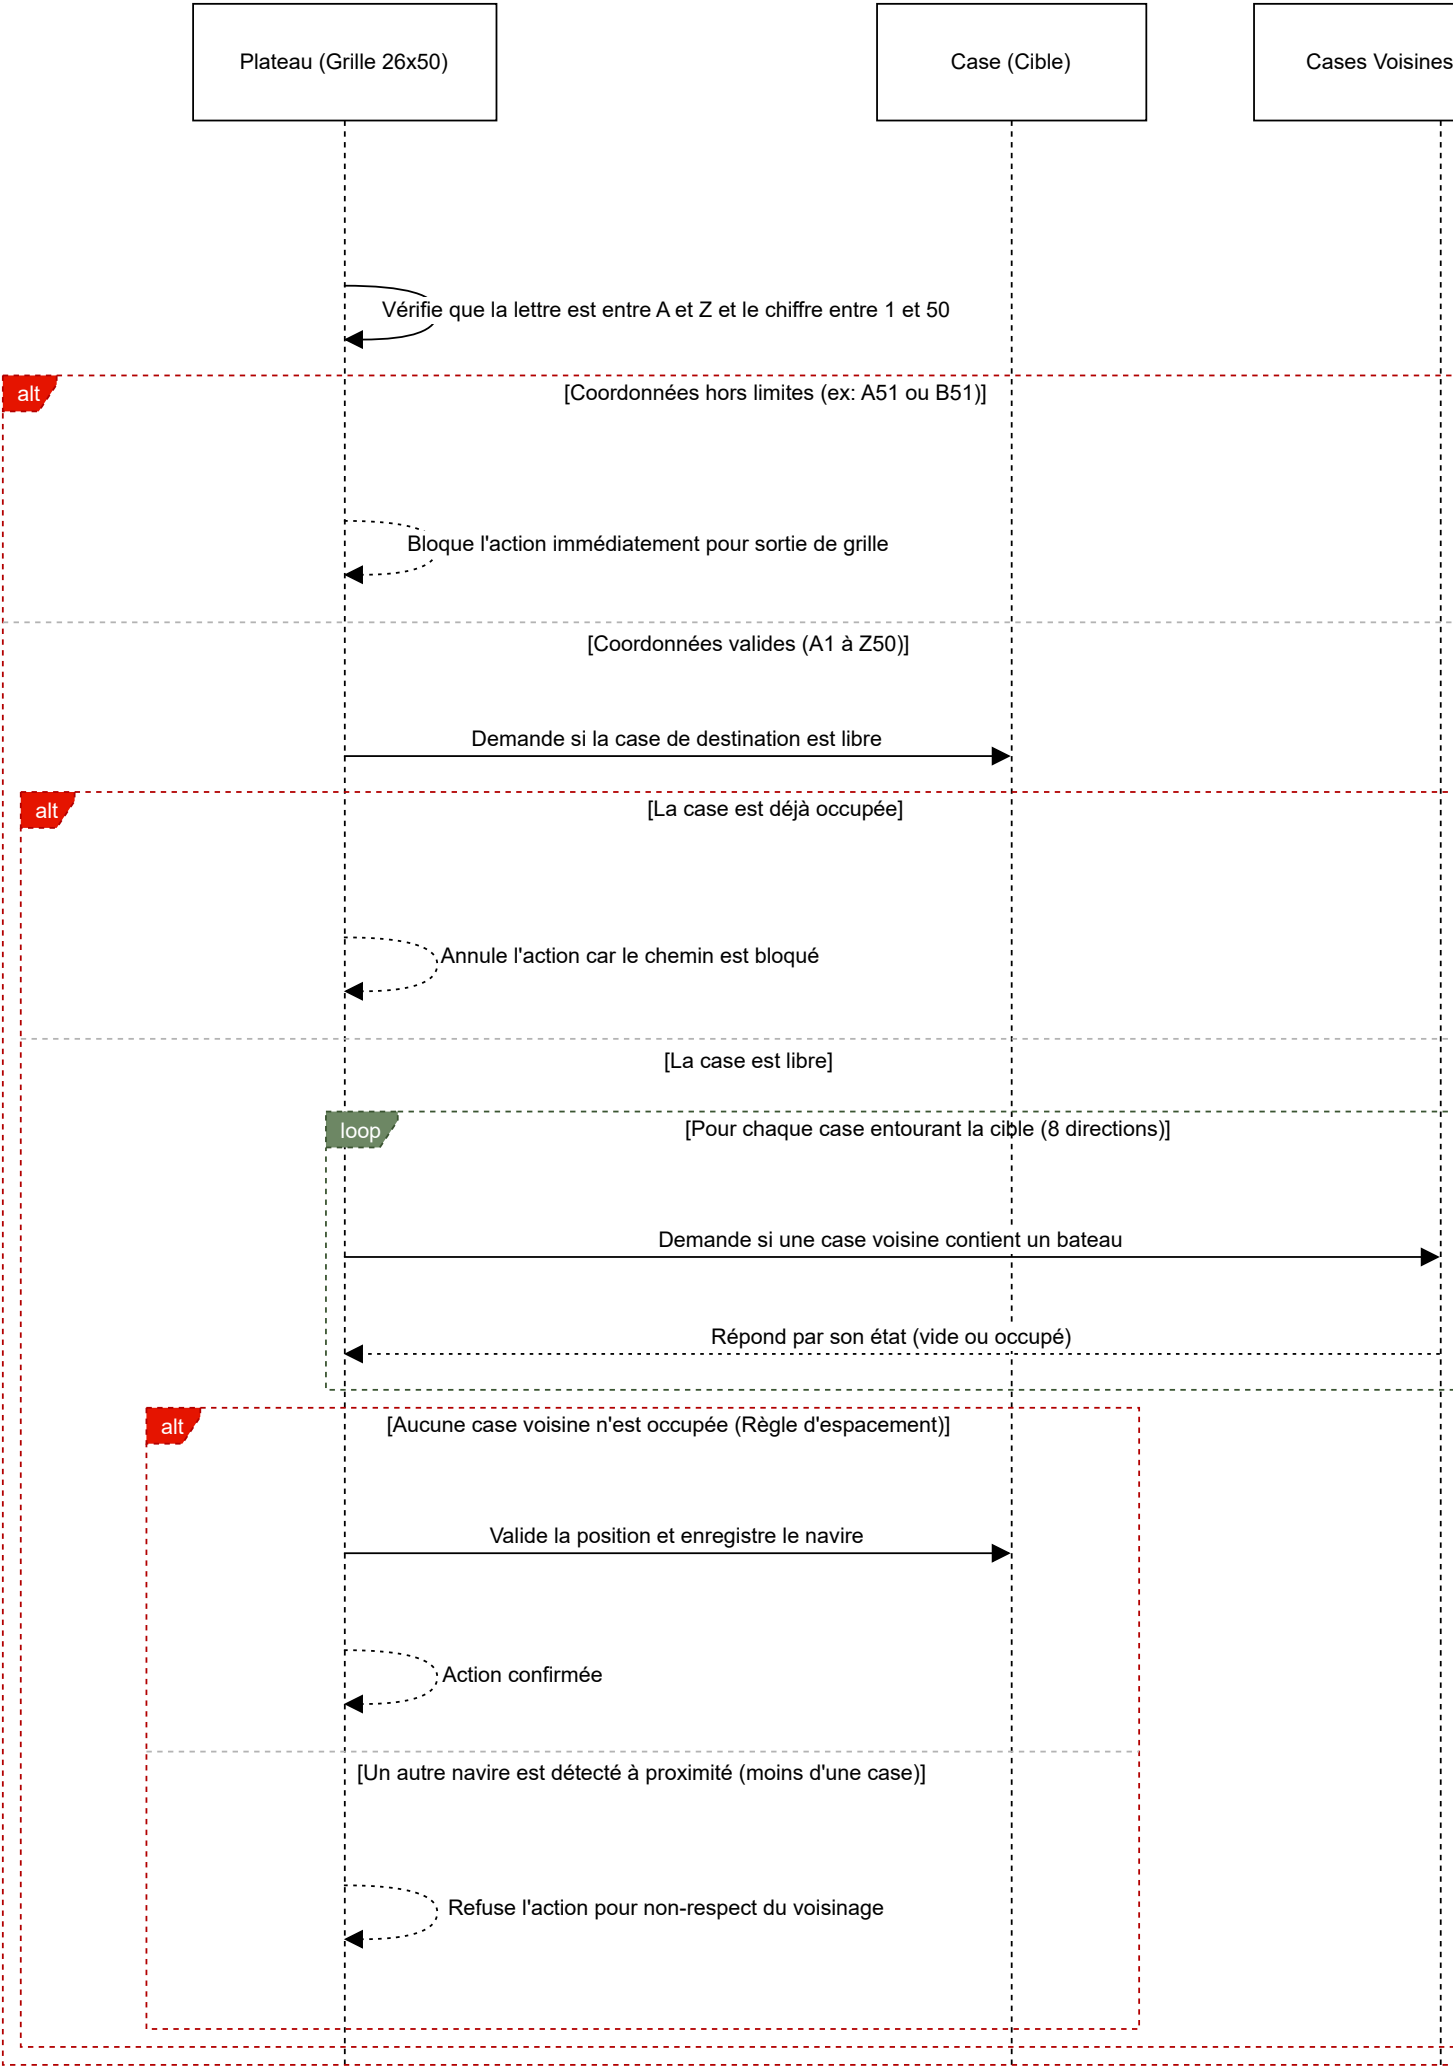 Plateau (Grille 26x50)
Case (Cible)
Cases Voisines
Vérifie que la lettre est entre A et Z et le chiffre entre 1 et 50
alt
[Coordonnées hors limites (ex: A51 ou B51)]
Bloque l'action immédiatement pour sortie de grille
[Coordonnées valides (A1 à Z50)]
Demande si la case de destination est libre
alt
[La case est déjà occupée]
Annule l'action car le chemin est bloqué
[La case est libre]
loop
[Pour chaque case entourant la cible (8 directions)]
Demande si une case voisine contient un bateau
Répond par son état (vide ou occupé)
alt
[Aucune case voisine n'est occupée (Règle d'espacement)]
Valide la position et enregistre le navire
Action confirmée
[Un autre navire est détecté à proximité (moins d'une case)]
Refuse l'action pour non-respect du voisinage